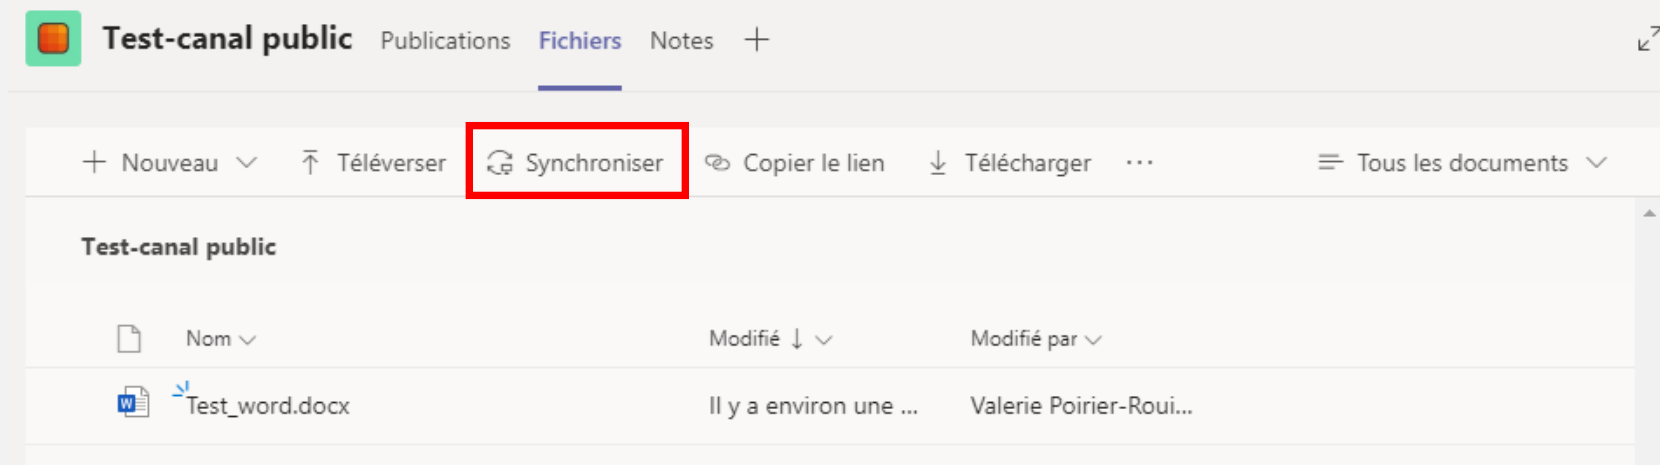 Test-canal public Publications Fichiers Notes
Nouveau Téléverser Synchroniser Copier le lien Télécharger ... Tous les documents
Test-canal public
Nom Modifié Modifié par
Test_word.docx Il y a environ une ... Valerie Poirier-Roui...